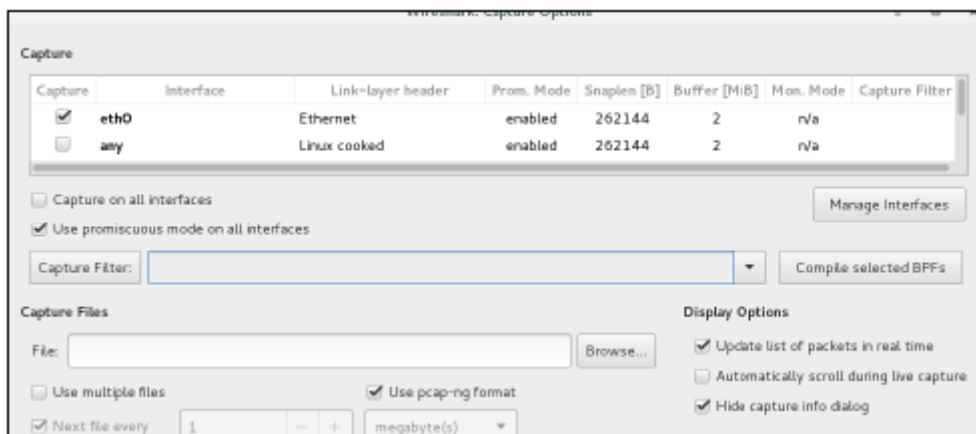 Wireshark: Capture Options
Capture
Capture Interface Link-layer header Prom. Mode Snaplen [B] Buffer [MiB] Mon. Mode Capture Filter
eth0 Ethernet enabled 262144 2 n/a
any Linux cooked enabled 262144 2 n/a
Capture on all interfaces
Manage Interfaces
Use promiscuous mode on all interfaces
Capture Filter: Compile selected BPFs
Capture Files Display Options
File: Browse... Update list of packets in real time
Automatically scroll during live capture
Use multiple files Use pcap-ng format
Hide capture info dialog
Next file every 1 - + megabyte(s)